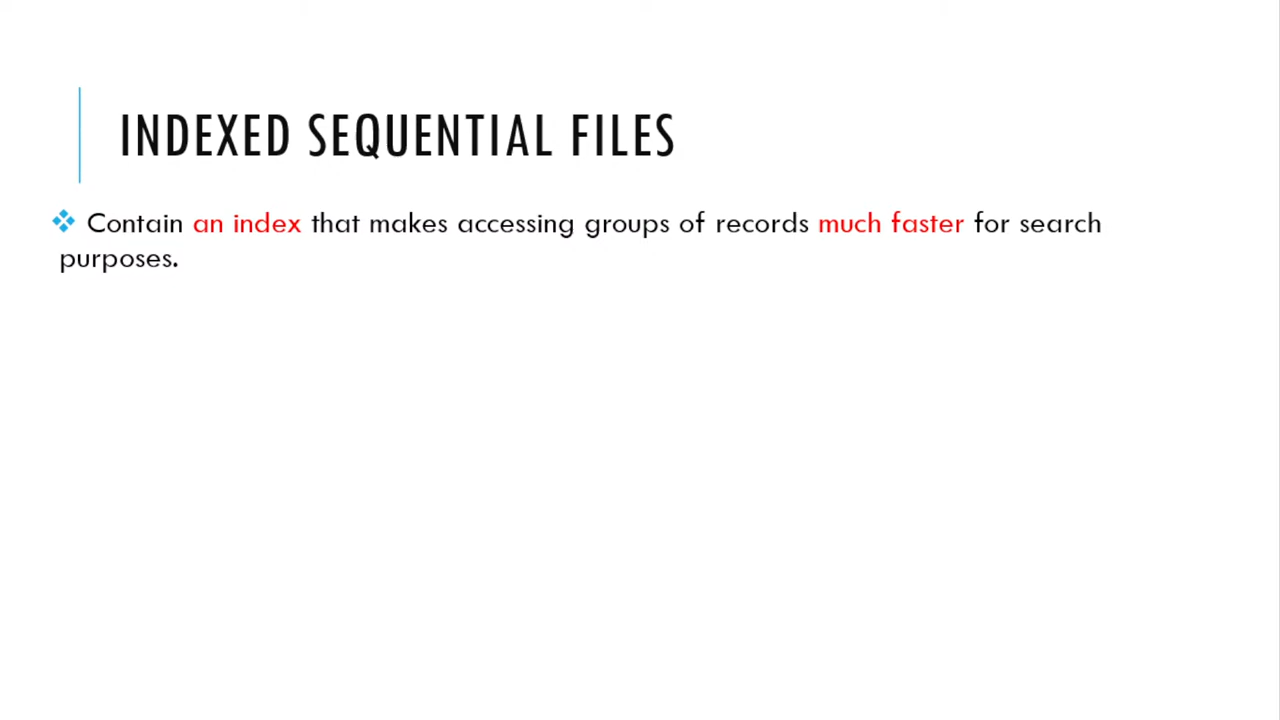 INDEXED SEQUENTIAL FILES
❖ Contain an index that makes accessing groups of records much faster for search
purposes.